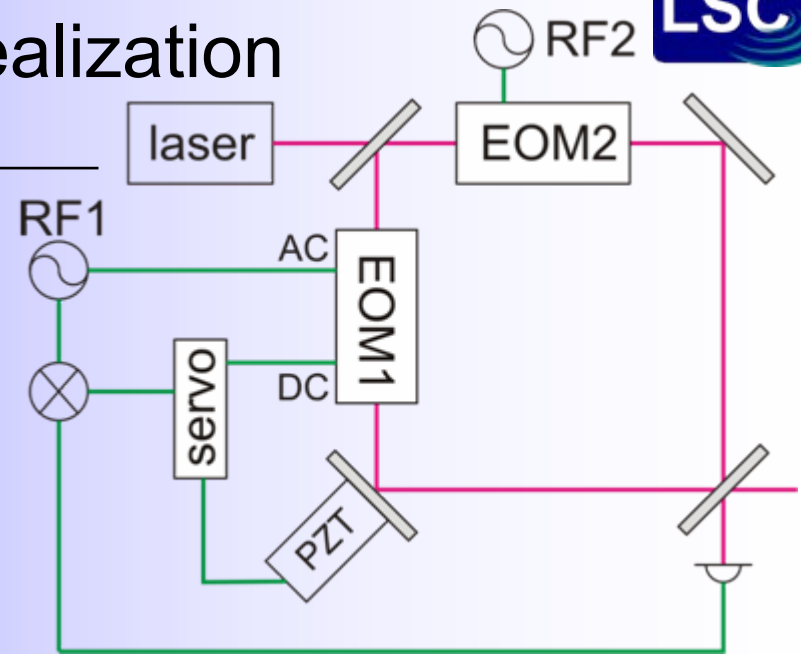 ealization
LSC
RF2
laser
EOM2
RF1
AC
EOM1
servo
DC
PZT